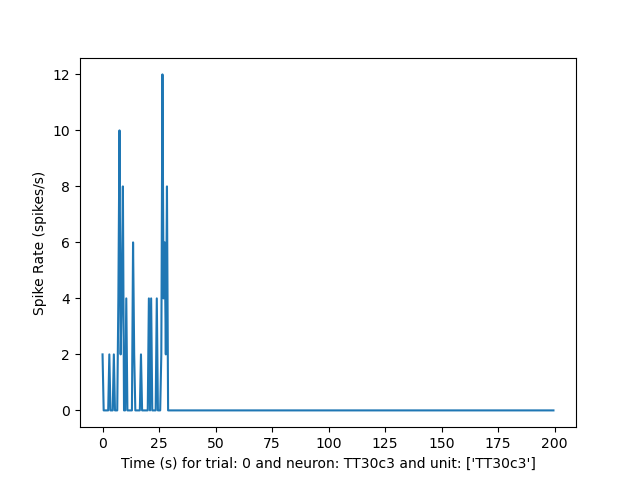 12
10
8
6
4
2
0
Spike Rate (spikes/s)
0 25 50 75 100 125 150 175 200
Time (s) for trial: 0 and neuron: TT30c3 and unit: ['TT30c3']